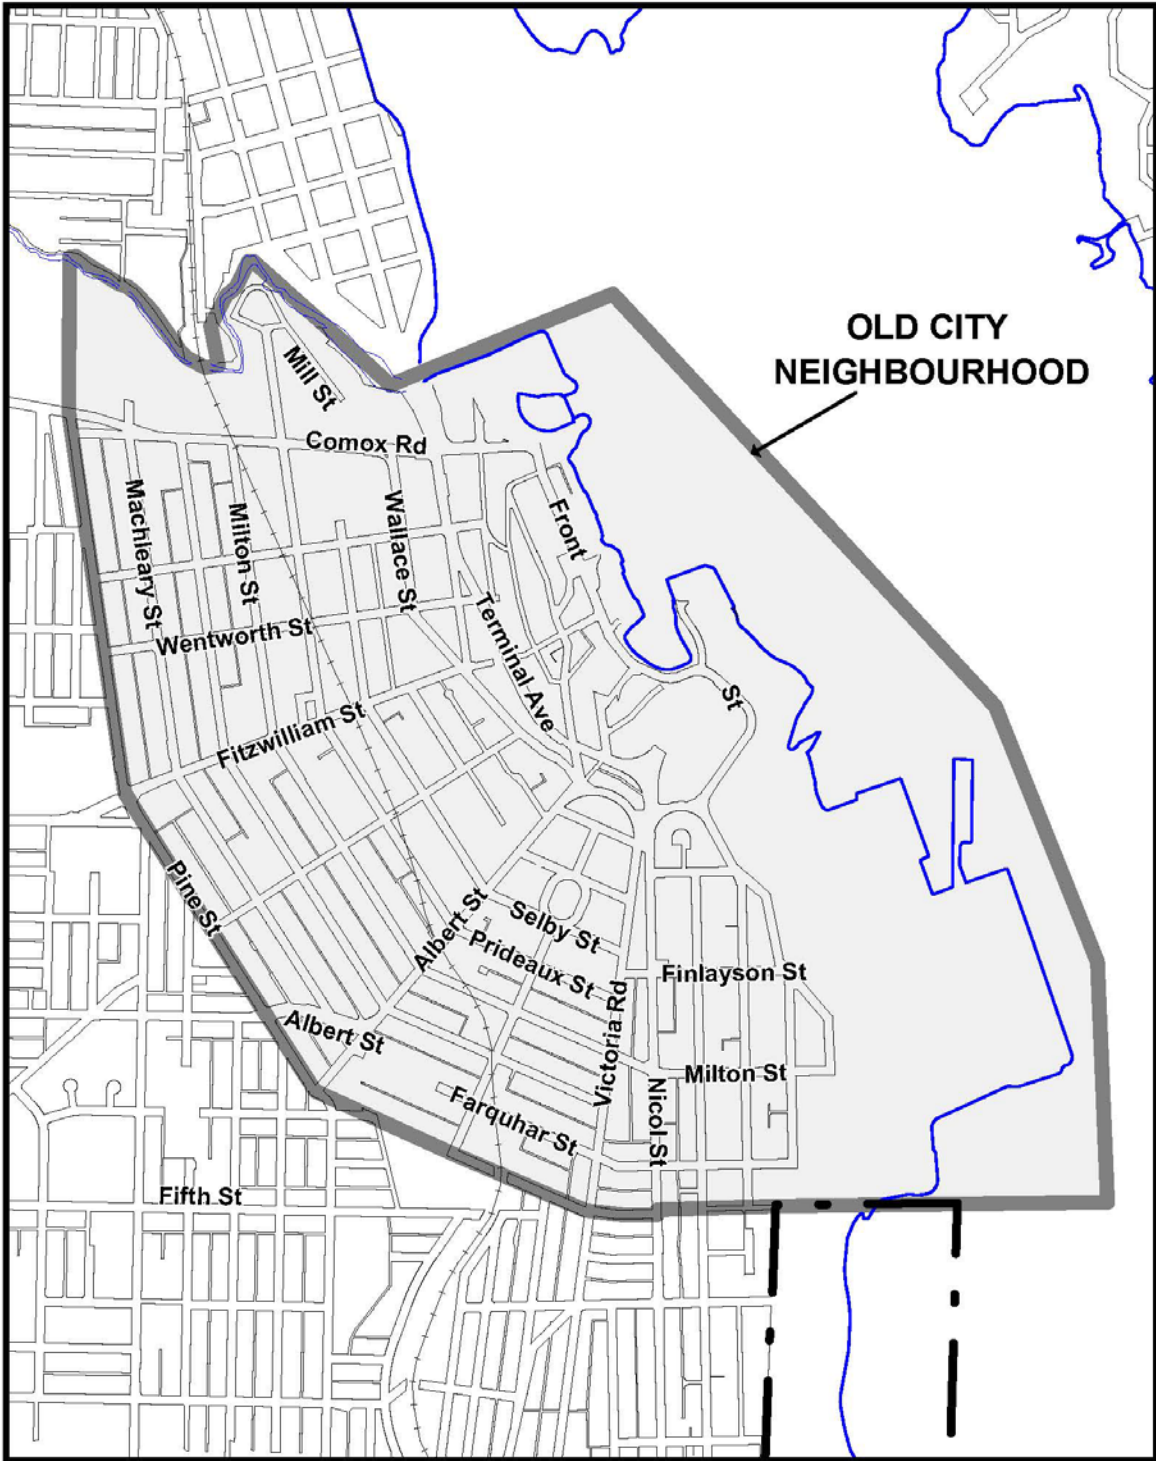 OLD CITY
NEIGHBOURHOOD
Mill St
Comox Rd
Machleary St
Milton St
Wallace St
Front
Terminal Ave
Wentworth St
St
Fitzwilliam St
Pine St
Albert St
Selby St
Prideaux St
Finlayson St
Victoria Rd
Albert St
Milton St
Nicol St
Farquhar St
Fifth St